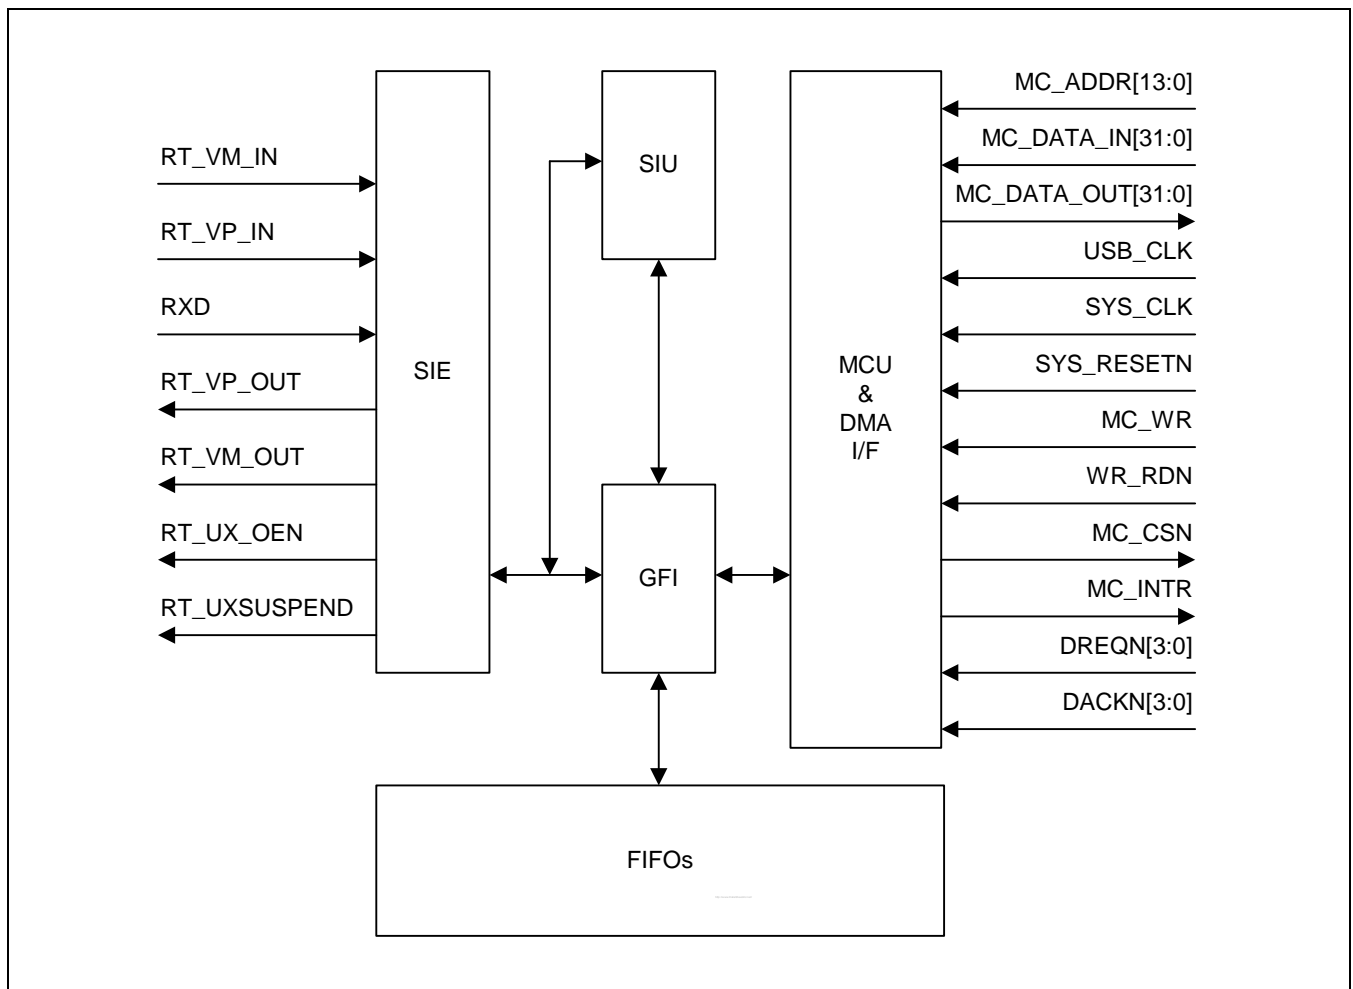 RT_VM_IN
RT_VP_IN
RXD
RT_VP_OUT
RT_VM_OUT
RT_UX_OEN
RT_UXSUSPEND
SIE
SIU
GFI
MCU
&
DMA
I/F
MC_ADDR[13:0]
MC_DATA_IN[31:0]
MC_DATA_OUT[31:0]
USB_CLK
SYS_CLK
SYS_RESETN
MC_WR
WR_RDN
MC_CSN
MC_INTR
DREQN[3:0]
DACKN[3:0]
FIFOs